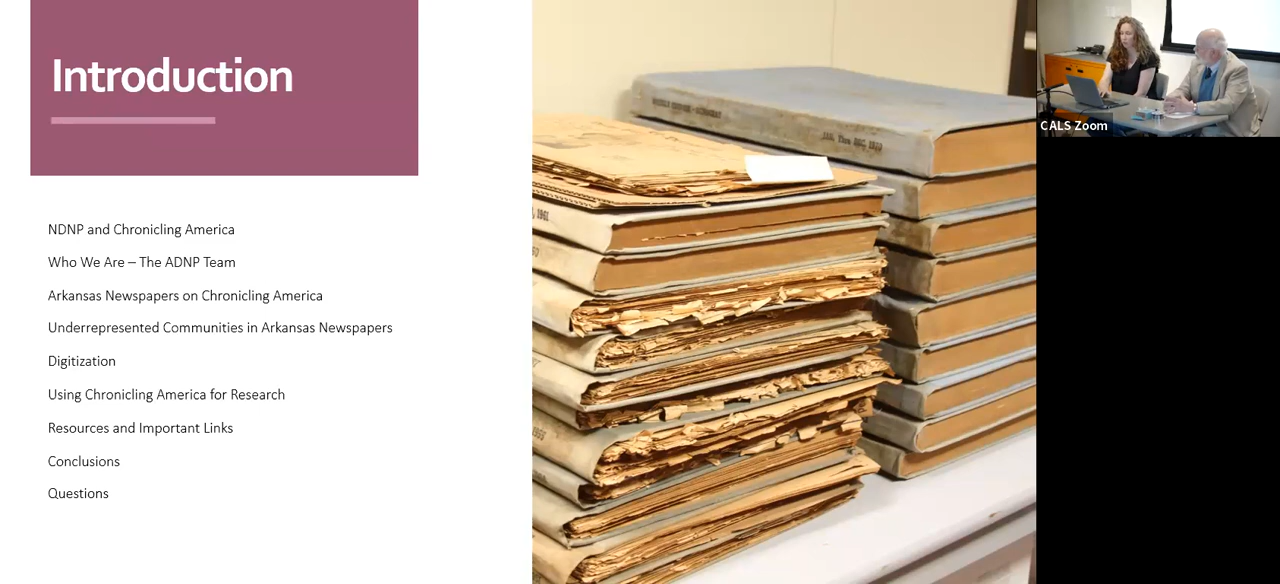 Introduction
NDNP and Chronicling America
Who We Are – The ADNP Team
Arkansas Newspapers on Chronicling America
Underrepresented Communities in Arkansas Newspapers
Digitization
Using Chronicling America for Research
Resources and Important Links
Conclusions
Questions
1961
CALS Zoom